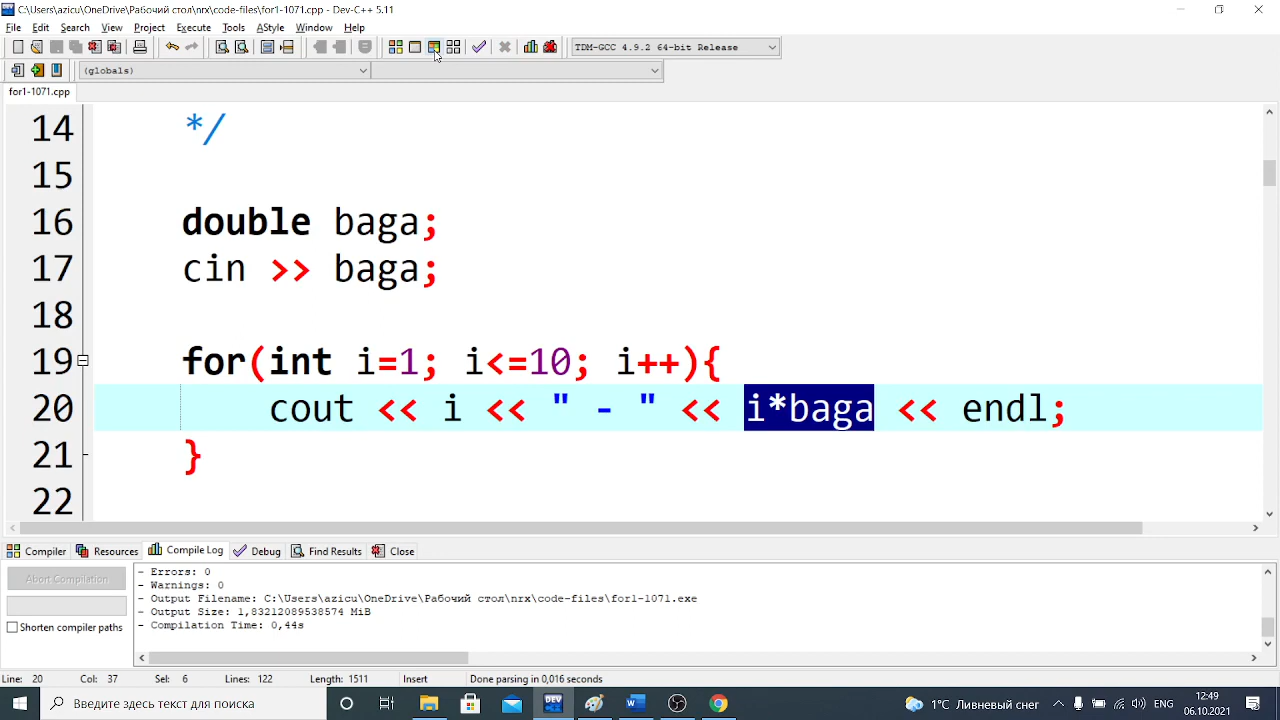 C:\Users\azicu\OneDrive\Рабочий стол\nrx\code-files\for1-1071.cpp - Dev-C++ 5.11
File Edit Search View Project Execute Tools AStyle Window Help
TDM-GCC 4.9.2 64-bit Release
(globals)
for1-1071.cpp
14 */
15
16 double baga;
17 cin >> baga;
18
19 for(int i=1; i<=10; i++){
20 cout << i << " - " << i*baga << endl;
21 }
22
Compiler Resources Compile Log Debug Find Results Close
Abort Compilation
Shorten compiler paths
- Errors: 0
- Warnings: 0
- Output Filename: C:\Users\azicu\OneDrive\Рабочий стол\nrx\code-files\for1-1071.exe
- Output Size: 1,83212089538574 MiB
- Compilation Time: 0,44s
Line: 20 Col: 37 Sel: 6 Lines: 122 Length: 1511 Insert Done parsing in 0,016 seconds
Введите здесь текст для поиска
DEV
1°C Ливневый снег
ENG
12:49
06.10.2021